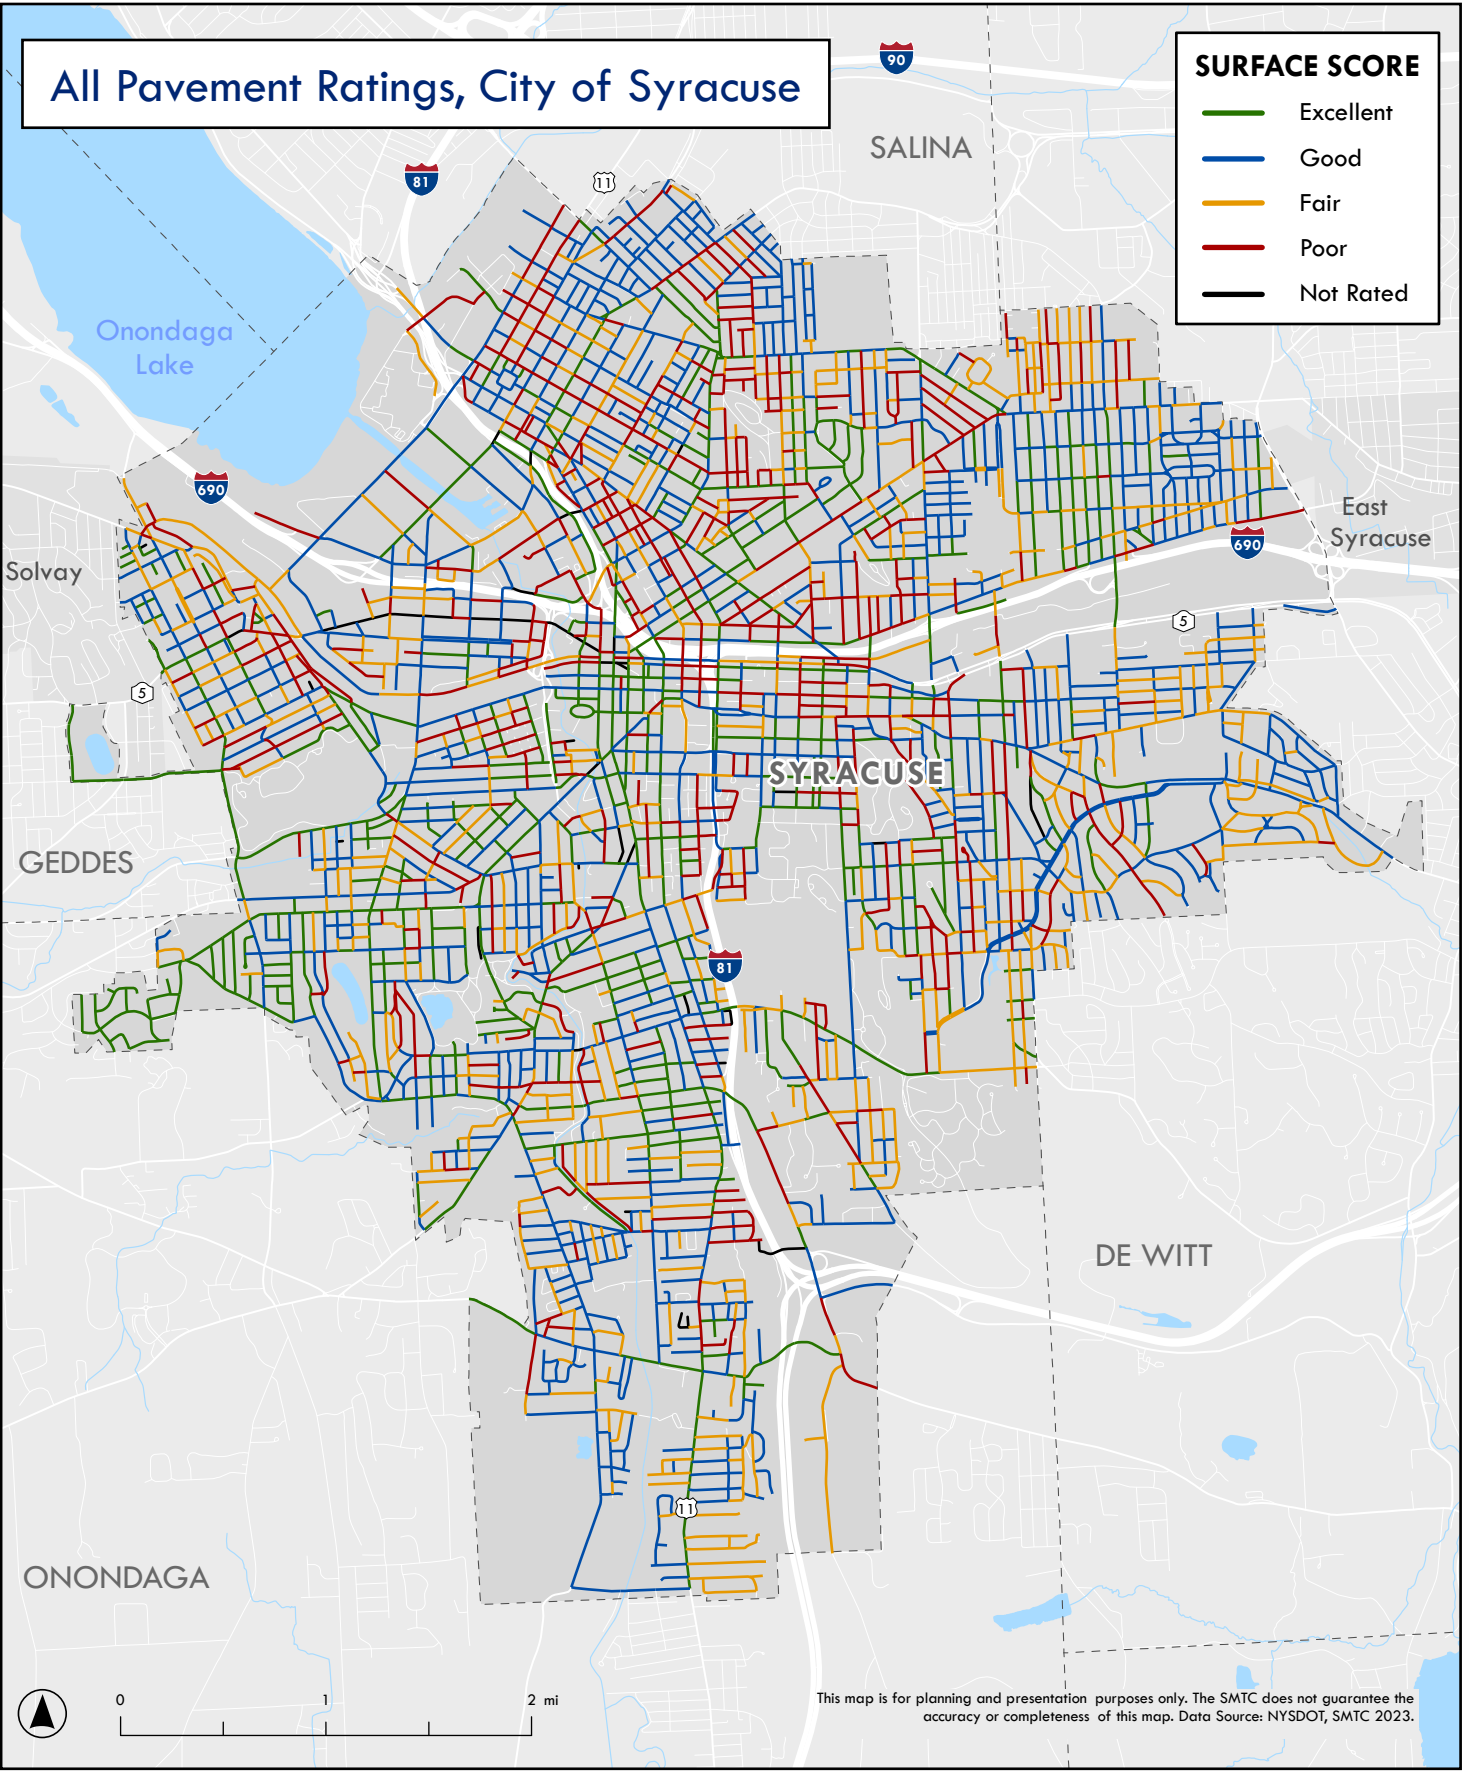 All Pavement Ratings, City of Syracuse
SURFACE SCORE
Excellent
Good
Fair
Poor
Not Rated
90
SALINA
81
11
Onondaga
Lake
690
East
Syracuse
690
Solvay
5
5
SYRACUSE
GEDDES
81
DE WITT
11
ONONDAGA
0 1 2 mi
This map is for planning and presentation purposes only. The SMTC does not guarantee the
accuracy or completeness of this map. Data Source: NYSDOT, SMTC 2023.